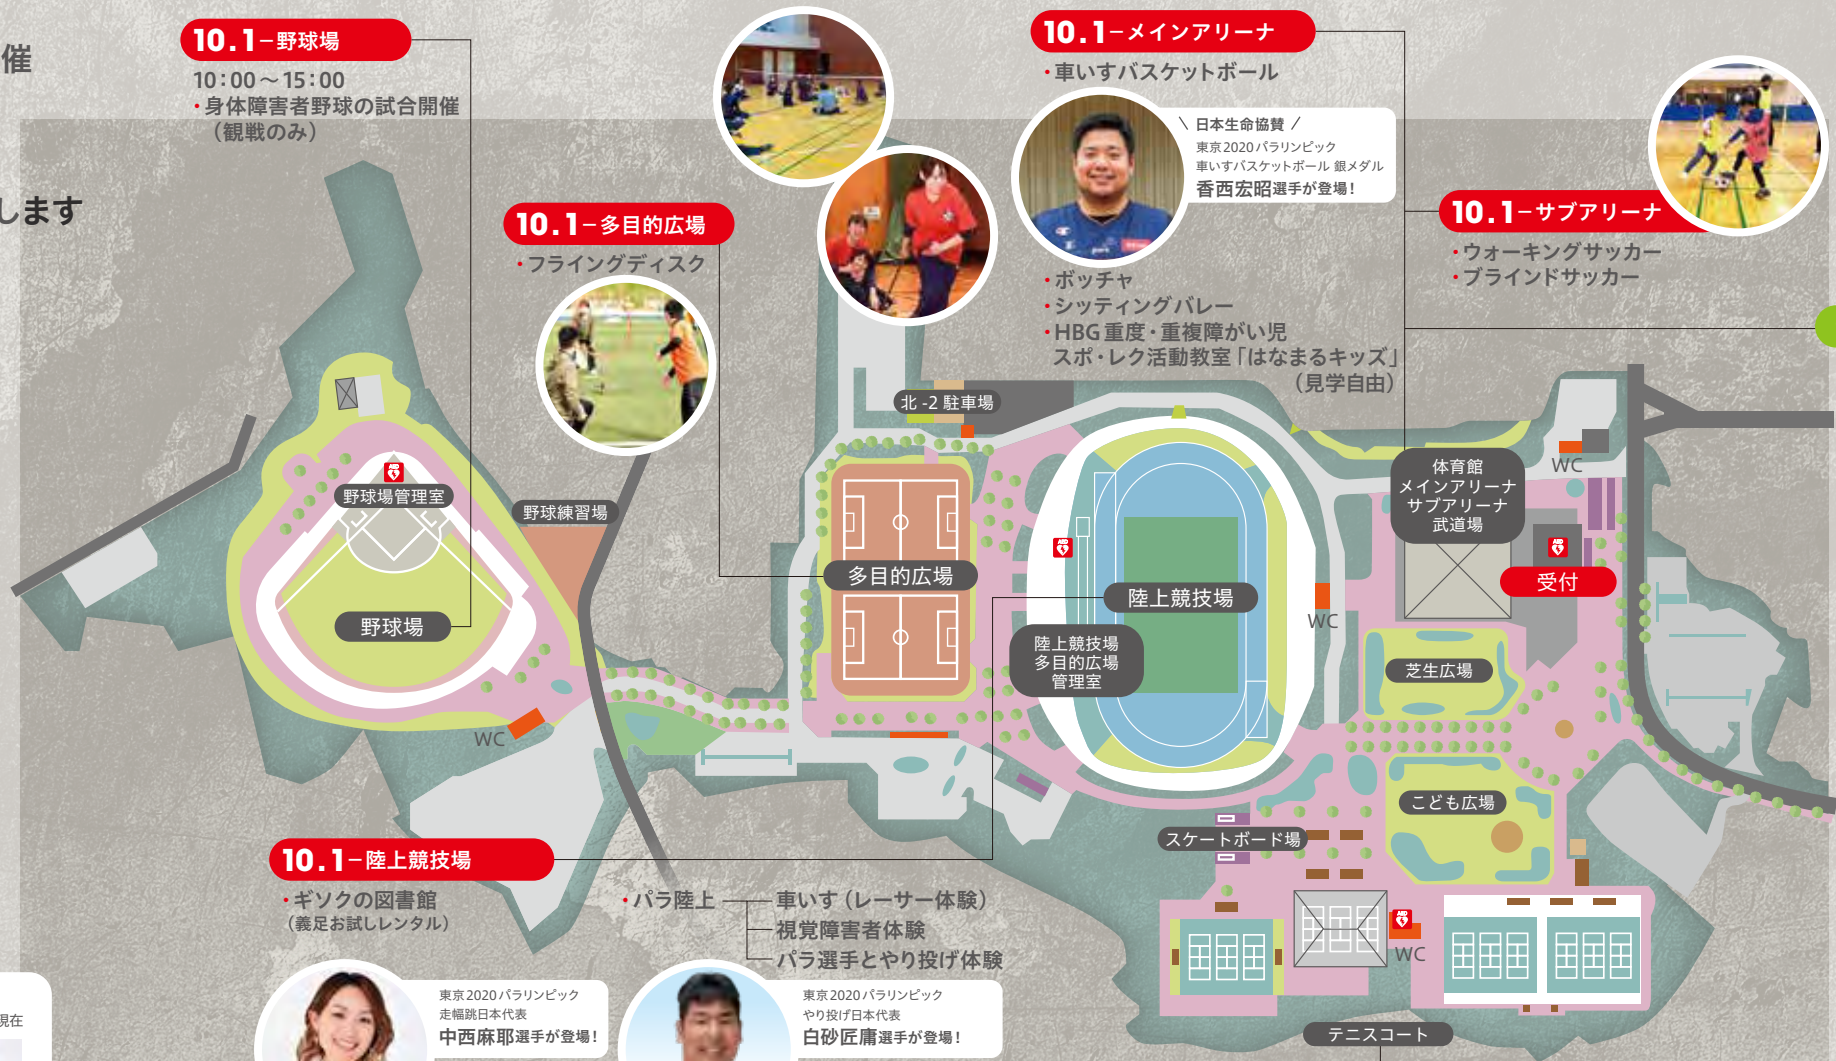 催
します
10.1−野球場
10:00〜15:00
・身体障害者野球の試合開催
（観戦のみ）
10.1−多目的広場
・フライングディスク
10.1−メインアリーナ
・車いすバスケットボール
\ 日本生命協賛 /
東京2020パラリンピック
車いすバスケットボール 銀メダル
香西宏昭選手が登場！
・ボッチャ
・シッティングバレー
・HBG重度・重複障がい児
スポ・レク活動教室「はなまるキッズ」
（見学自由）
10.1−サブアリーナ
・ウォーキングサッカー
・ブラインドサッカー
北-2 駐車場
AED
野球場管理室
野球練習場
野球場
WC
多目的広場
AED
陸上競技場
陸上競技場
多目的広場
管理室
WC
体育館
メインアリーナ
サブアリーナ
武道場
WC
AED
受付
芝生広場
こども広場
スケートボード場
AED
WC
テニスコート
10.1−陸上競技場
・ギソクの図書館
（義足お試しレンタル）
・パラ陸上
車いす（レーサー体験）
視覚障害者体験
パラ選手とやり投げ体験
東京2020パラリンピック
走幅跳日本代表
中西麻耶選手が登場！
東京2020パラリンピック
やり投げ日本代表
白砂匠庸選手が登場！
現在